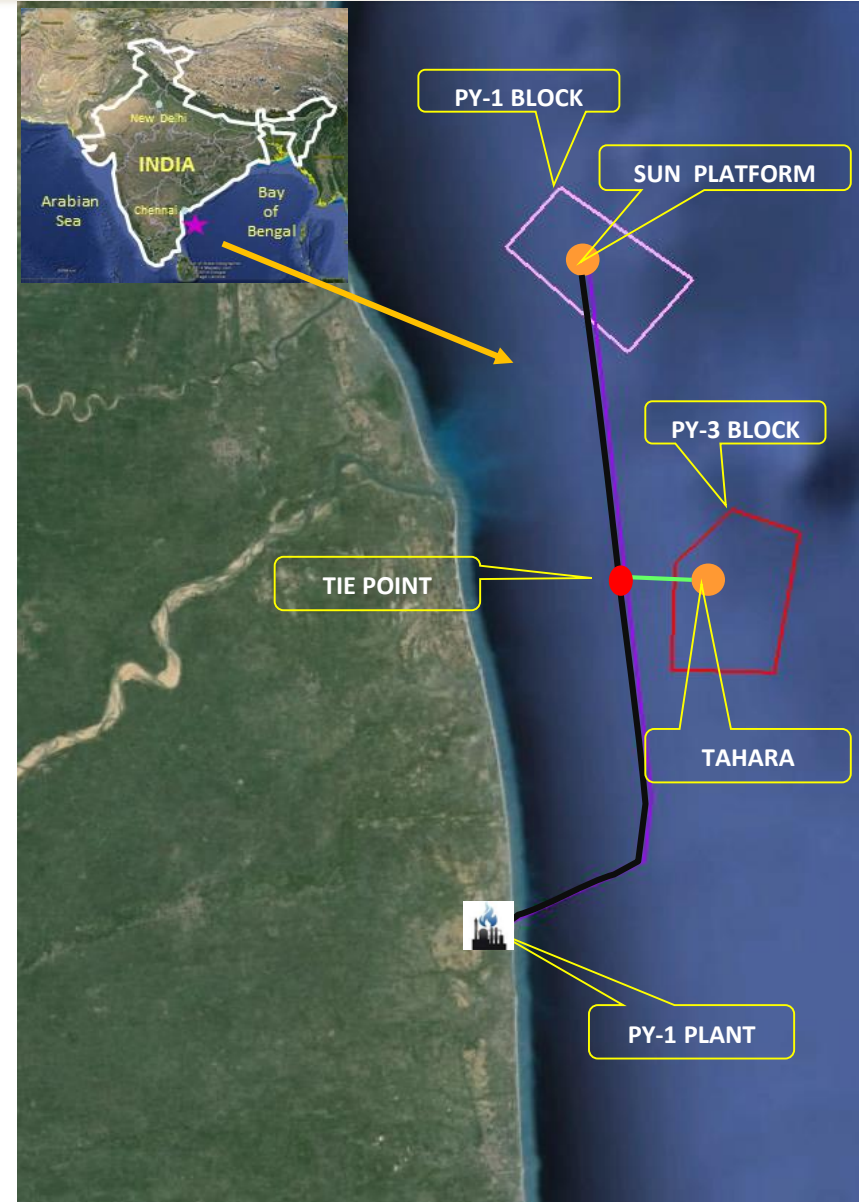 New Delhi
INDIA
Arabian
Sea
Chennai
Bay
of
Bengal
PY-1 BLOCK
SUN PLATFORM
PY-3 BLOCK
TIE POINT
TAHARA
PY-1 PLANT